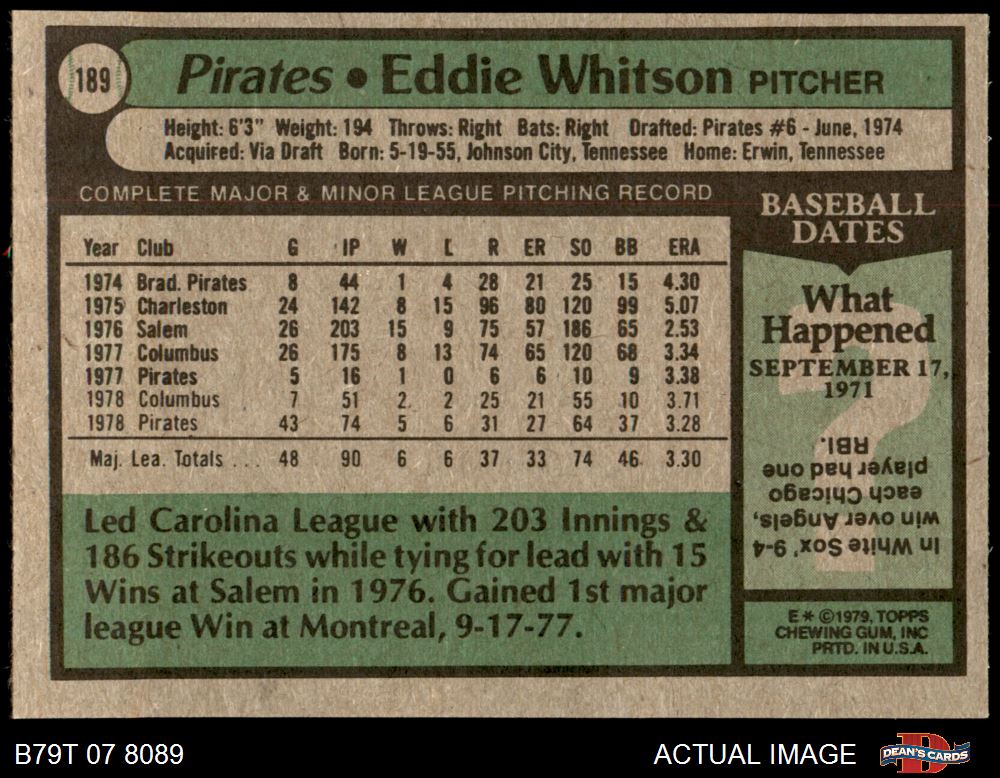 189
Pirates • Eddie Whitson PITCHER
Height: 6'3" Weight: 194 Throws: Right Bats: Right Drafted: Pirates #6 - June, 1974
Acquired: Via Draft Born: 5-19-55, Johnson City, Tennessee Home: Erwin, Tennessee
COMPLETE MAJOR & MINOR LEAGUE PITCHING RECORD
Year Club G IP W L R ER SO BB ERA
1974 Brad. Pirates 8 44 1 4 28 21 25 15 4.30
1975 Charleston 24 142 8 15 96 80 120 99 5.07
1976 Salem 26 203 15 9 75 57 186 65 2.53
1977 Columbus 26 175 8 13 74 65 120 68 3.34
1977 Pirates 5 16 1 0 6 6 10 9 3.38
1978 Columbus 7 51 2 2 25 21 55 10 3.71
1978 Pirates 43 74 5 6 31 27 64 37 3.28
Maj. Lea. Totals ... 48 90 6 6 37 33 74 46 3.30
Led Carolina League with 203 Innings &
186 Strikeouts while tying for lead with 15
Wins at Salem in 1976. Gained 1st major
league Win at Montreal, 9-17-77.
BASEBALL
DATES
What
Happened
SEPTEMBER 17,
1971
?
In White Sox' 9-4
win over Angels,
each Chicago
player had one
RBI.
E* ©1979, TOPPS
CHEWING GUM, INC
PRTD. IN U.S.A.
B79T 07 8089
ACTUAL IMAGE
D
DEAN'S CARDS